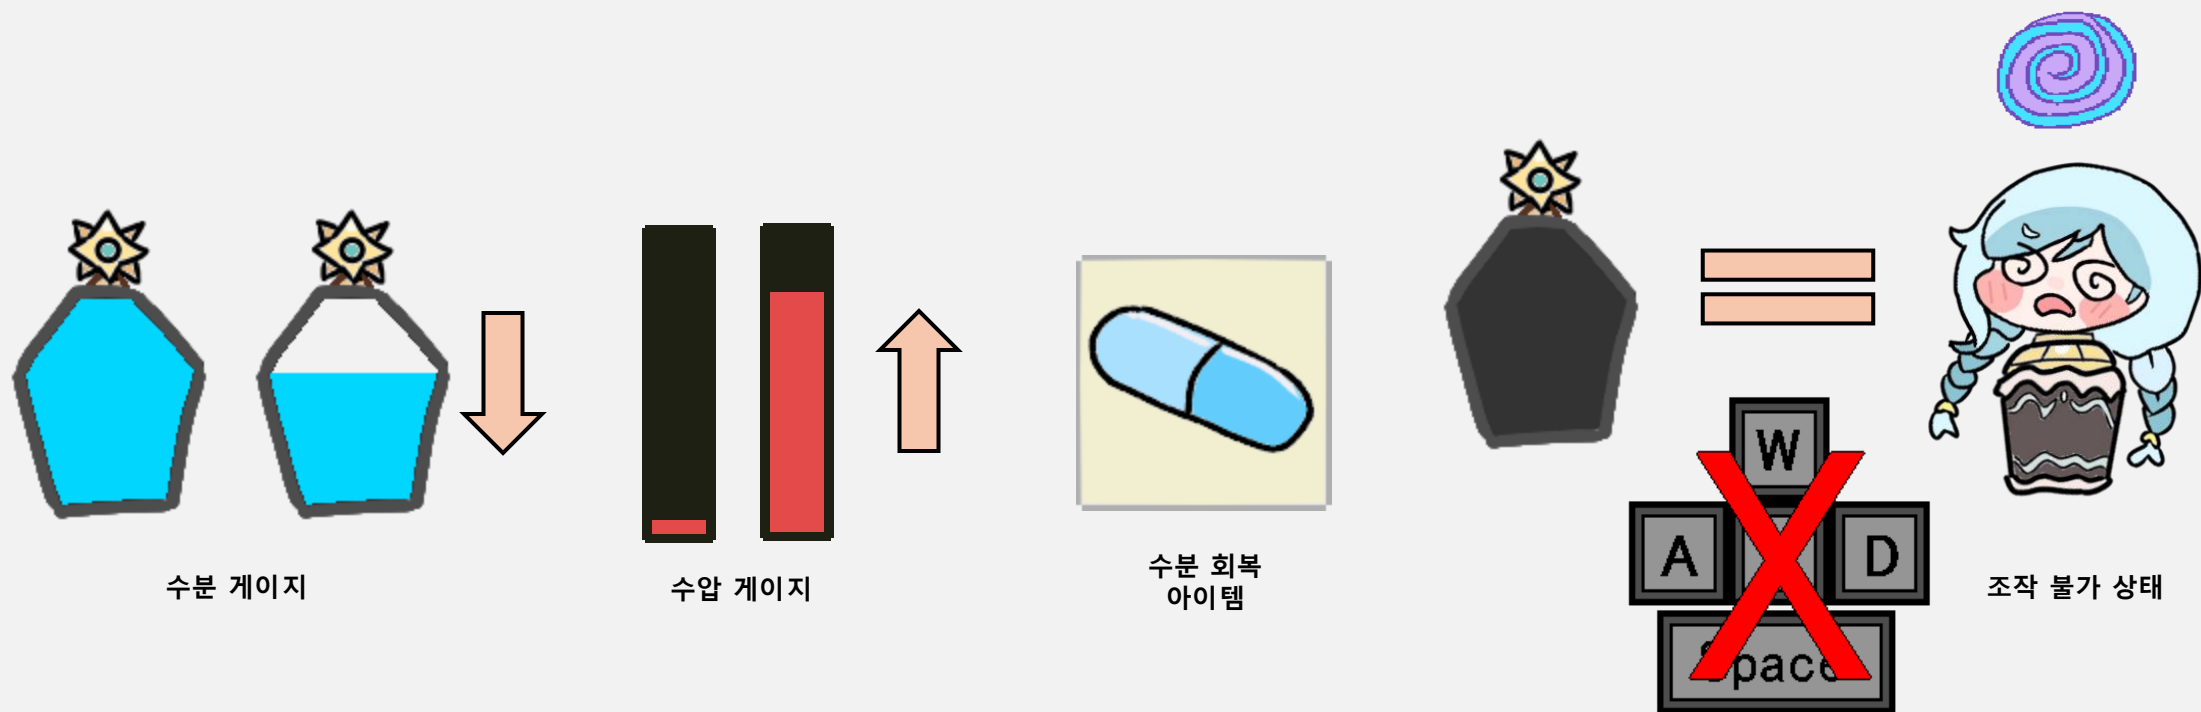 수분 게이지
수압 게이지
수분 회복
아이템
W
A
D
Space
조작 불가 상태